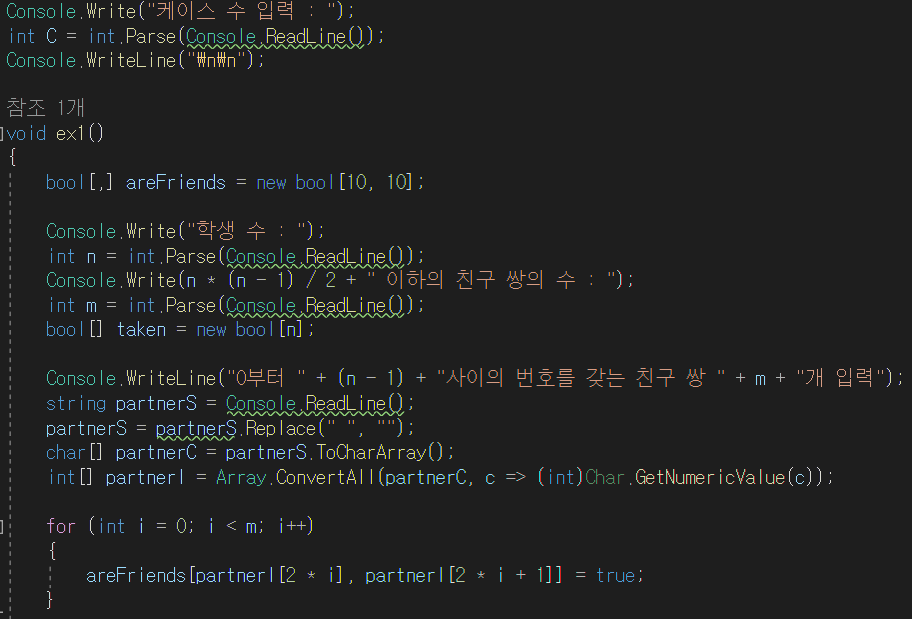 Console.Write("케이스 수 입력 : ");
int C = int.Parse(Console.ReadLine());
Console.WriteLine("₩n₩n");
참조 1개
void ex1()
{
bool[,] areFriends = new bool[10, 10];
Console.Write("학생 수 : ");
int n = int.Parse(Console.ReadLine());
Console.Write(n * (n - 1) / 2 + " 이하의 친구 쌍의 수 : ");
int m = int.Parse(Console.ReadLine());
bool[] taken = new bool[n];
Console.WriteLine("0부터 " + (n - 1) + "사이의 번호를 갖는 친구 쌍 " + m + "개 입력");
string partnerS = Console.ReadLine();
partnerS = partnerS.Replace(" ", "");
char[] partnerC = partnerS.ToCharArray();
int[] partnerI = Array.ConvertAll(partnerC, c => (int)Char.GetNumericValue(c));
for (int i = 0; i < m; i++)
{
areFriends[partnerI[2 * i], partnerI[2 * i + 1]] = true;
}